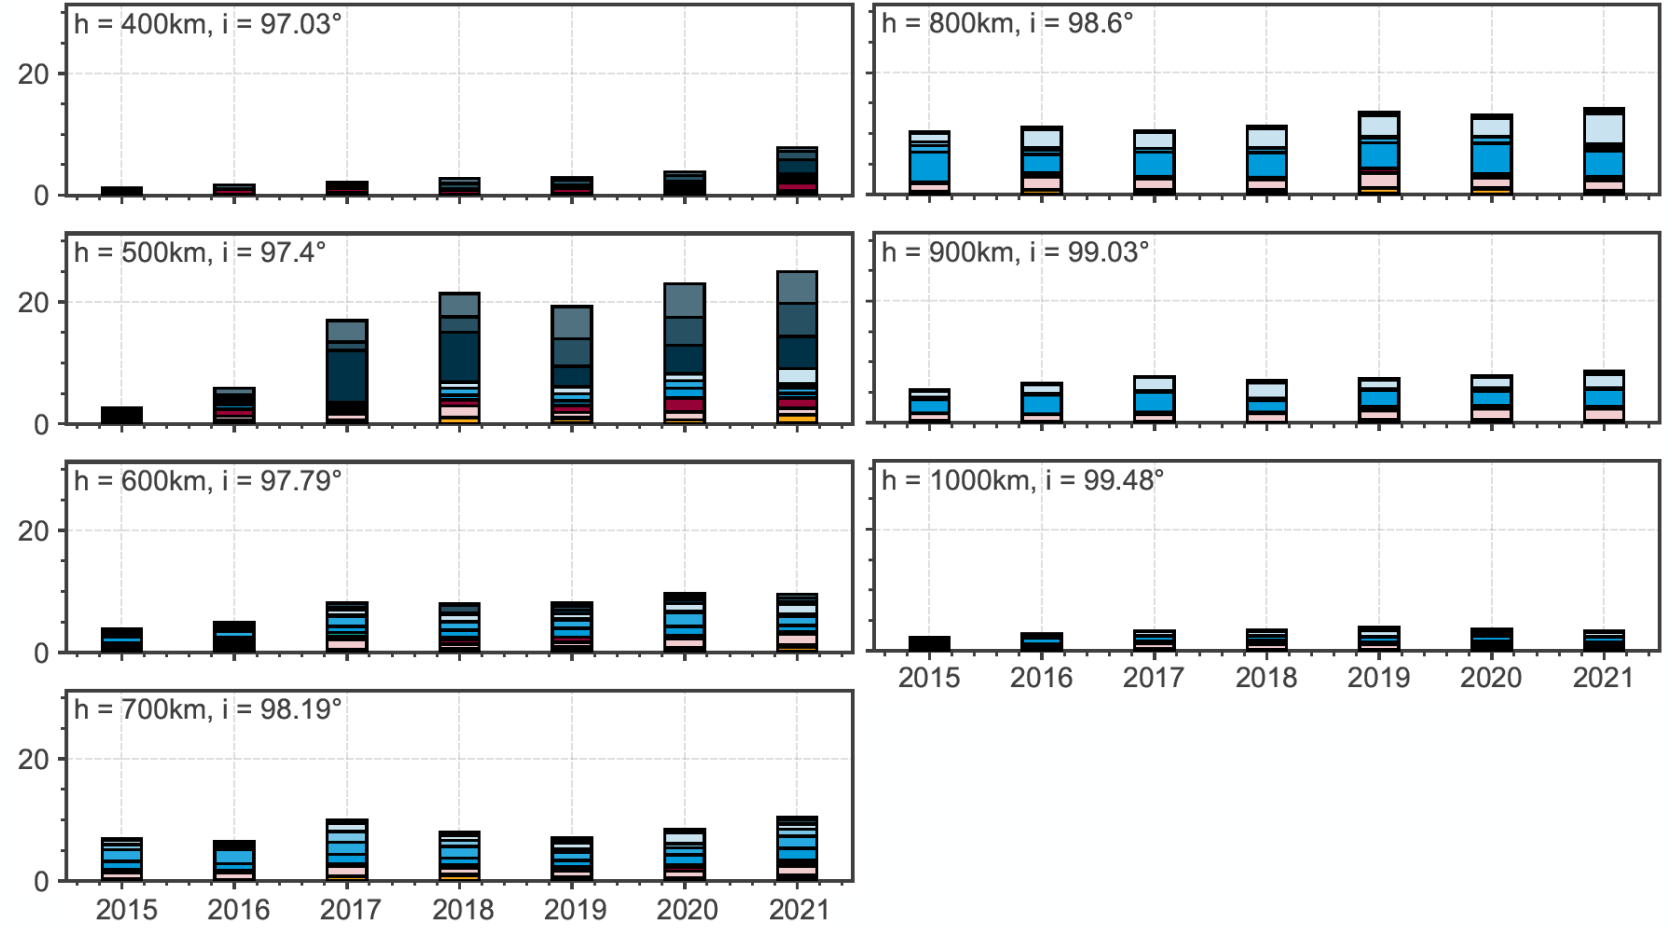 h = 400km, i = 97.03°
20
0
h = 500km, i = 97.4°
20
0
h = 600km, i = 97.79°
20
0
h = 700km, i = 98.19°
20
0
2015 2016 2017 2018 2019 2020 2021
h = 800km, i = 98.6°
h = 900km, i = 99.03°
h = 1000km, i = 99.48°
2015 2016 2017 2018 2019 2020 2021